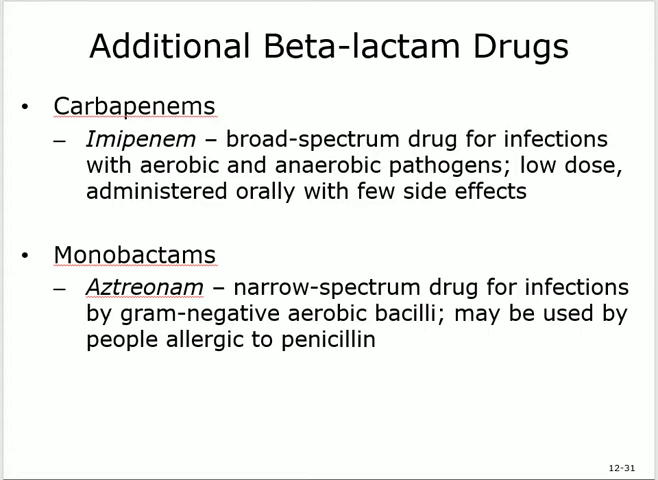 Additional Beta-lactam Drugs
• Carbapenems
– Imipenem – broad-spectrum drug for infections
with aerobic and anaerobic pathogens; low dose,
administered orally with few side effects
• Monobactams
– Aztreonam – narrow-spectrum drug for infections
by gram-negative aerobic bacilli; may be used by
people allergic to penicillin
12-31